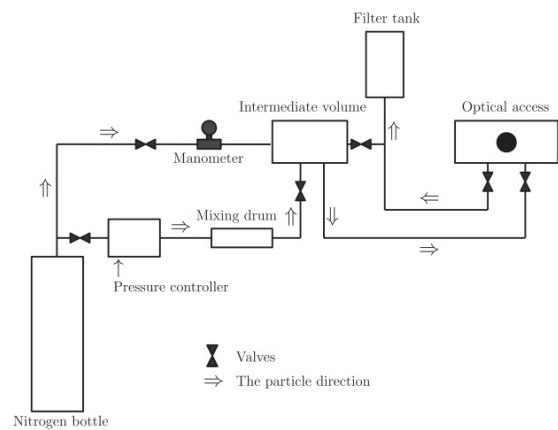 Filter tank
Intermediate volume
Optical access
Manometer
Mixing drum
Pressure controller
Valves
The particle direction
Nitrogen bottle